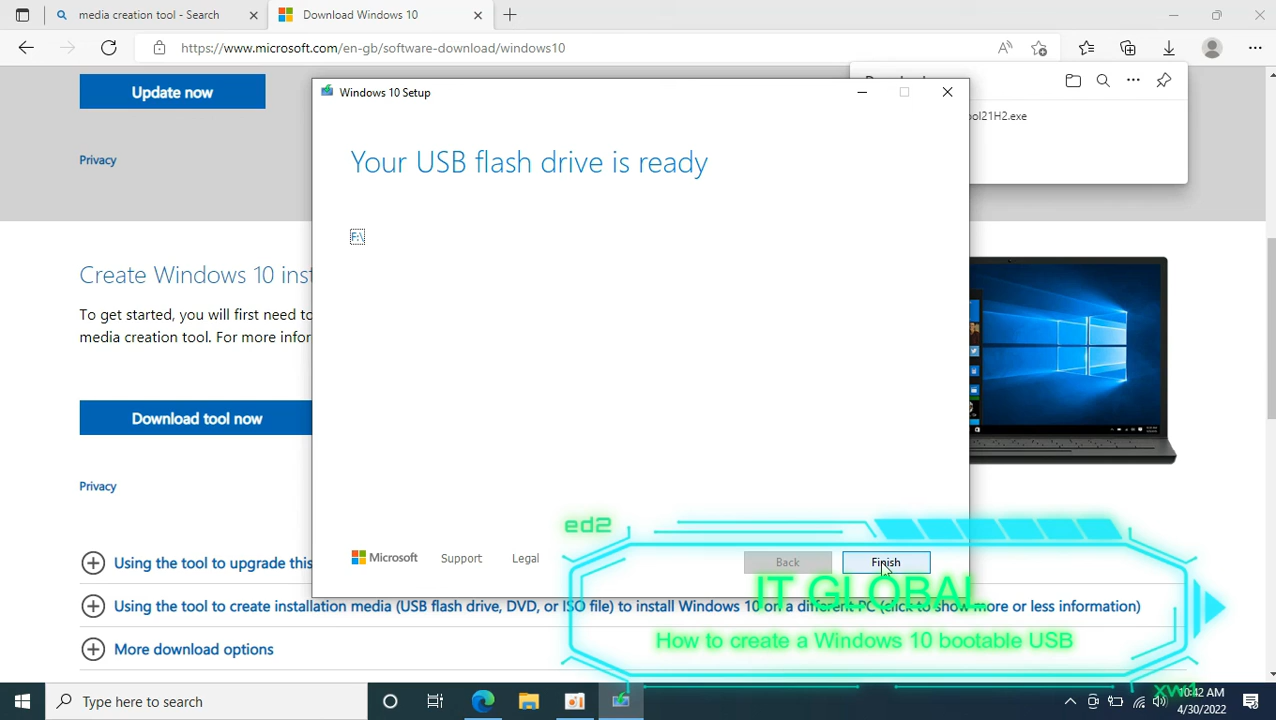 media creation tool - Search
Download Windows 10
https://www.microsoft.com/en-gb/software-download/windows10
Update now
Windows 10 Setup
ool21H2.exe
Your USB flash drive is ready
Privacy
F:\
Create Windows 10 inst
To get started, you will first need to
media creation tool. For more infor
Download tool now
Privacy
ed2
Microsoft
Support
Legal
Back
Finish
Using the tool to upgrade this
IT GLOBAL
Using the tool to create installation media (USB flash drive, DVD, or ISO file) to install Windows 10 on a different PC (click to show more or less information)
How to create a Windows 10 bootable USB
More download options
xw1
Type here to search
10:42 AM
4/30/2022